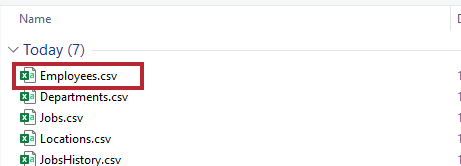 Name
Today (7)
Employees.csv
Departments.csv
Jobs.csv
Locations.csv
JobsHistory.csv